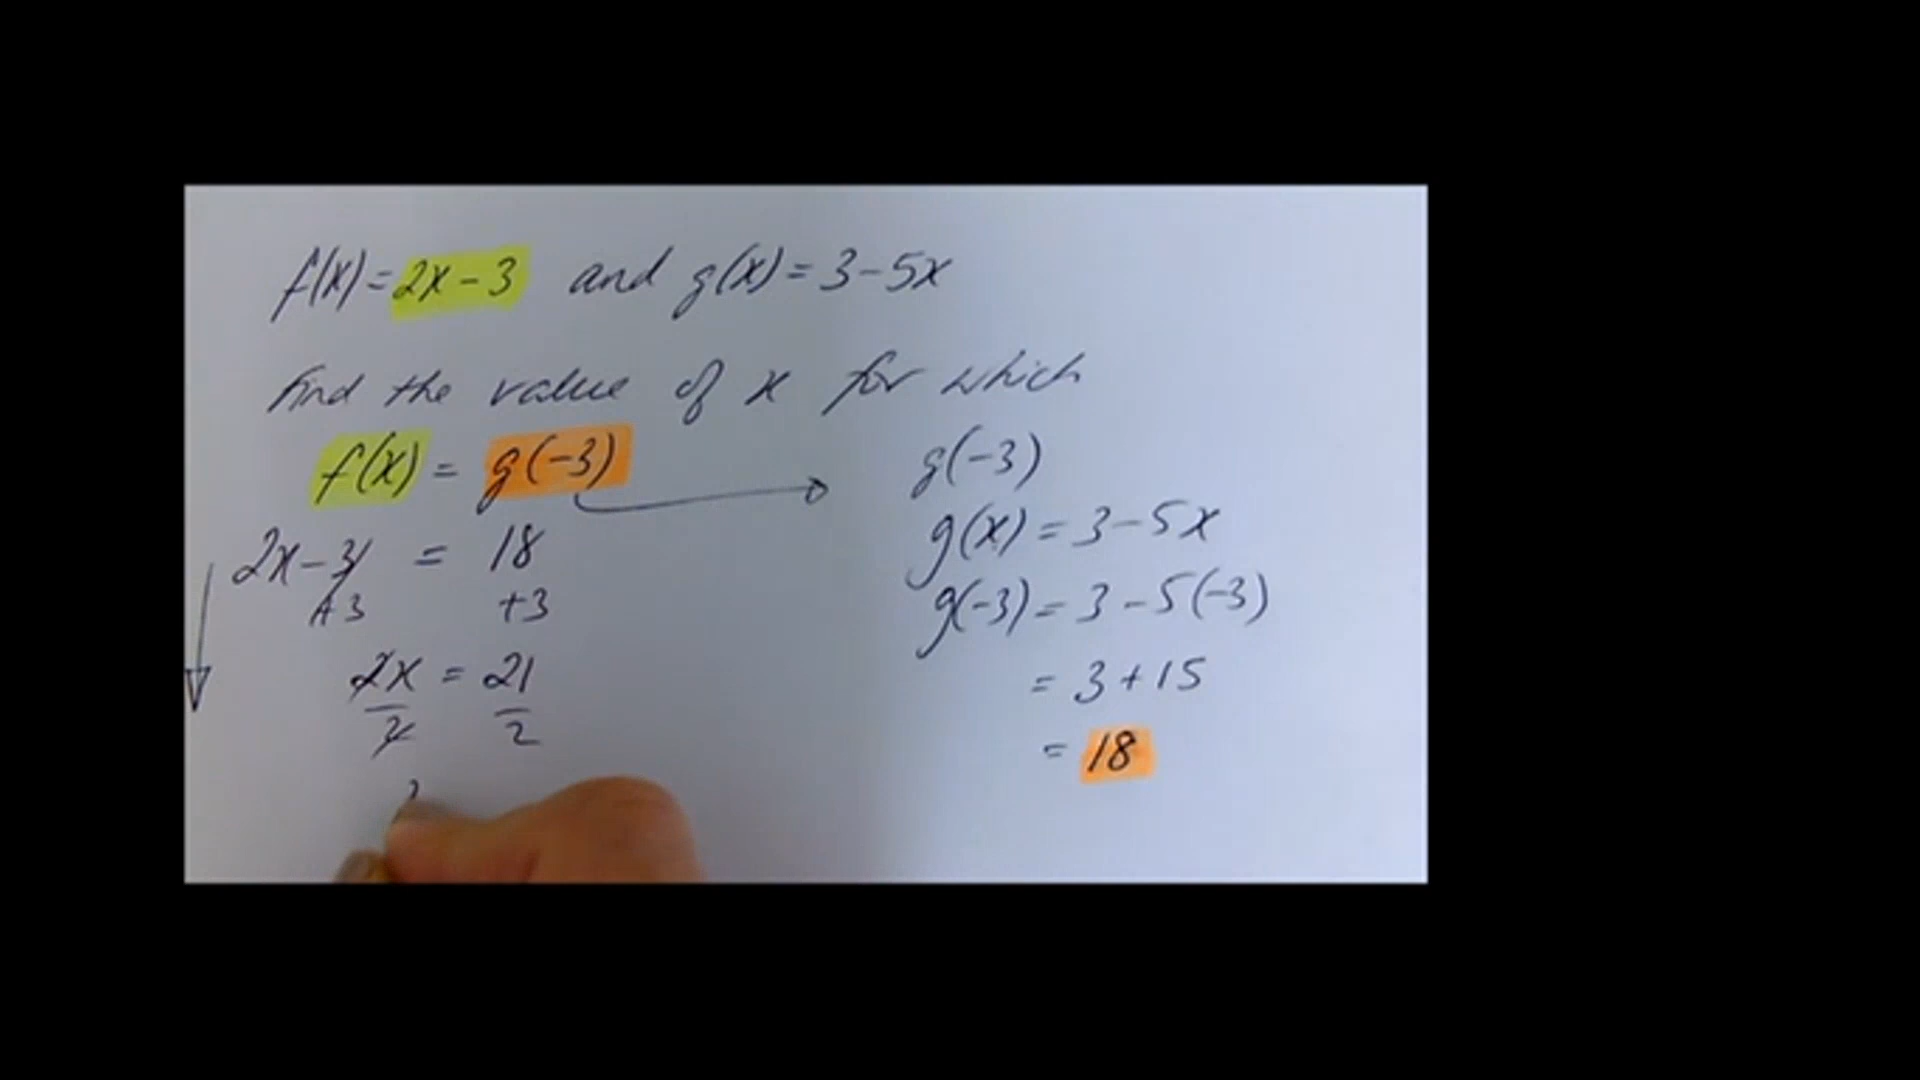 f(x) = 2x - 3 and g(x) = 3 - 5x
Find the value of x for which
f(x) = g(-3)
2x - 3 = 18
+3 +3
2x = 21
2 2
g(-3)
g(x) = 3 - 5x
g(-3) = 3 - 5(-3)
= 3 + 15
= 18